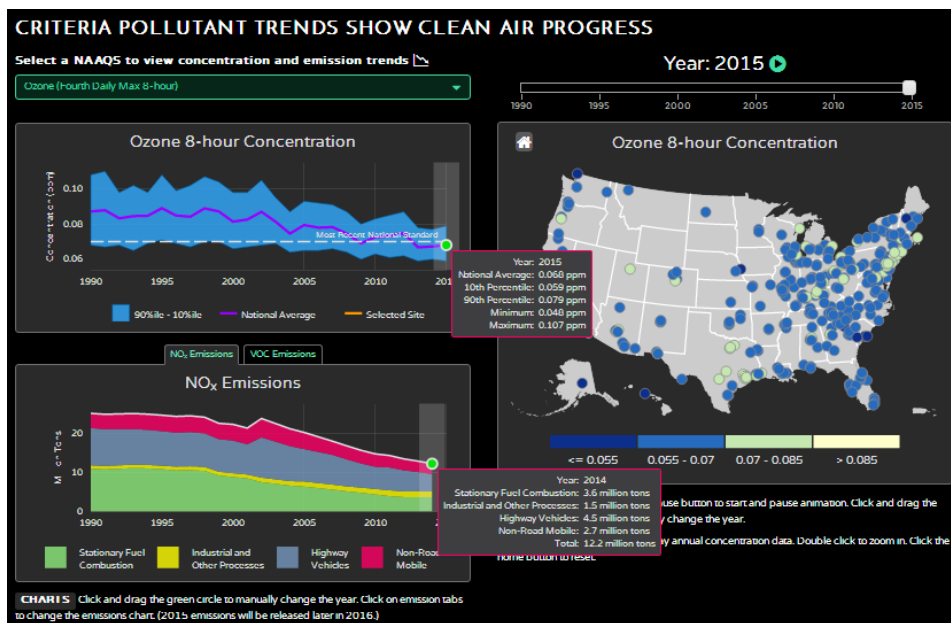 CRITERIA POLLUTANT TRENDS SHOW CLEAN AIR PROGRESS
Select a NAAQS to view concentration and emission trends
Ozone (Fourth Daily Max 8-hour)
Year: 2015
1990 1995 2000 2005 2010 2015
Ozone 8-hour Concentration
Concentration (ppm)
0.10
0.08
0.06
Most Recent National Standard
1990 1995 2000 2005 2010
90%ile - 10%ile National Average Selected Site
Year: 2015
National Average: 0.068 ppm
10th Percentile: 0.059 ppm
90th Percentile: 0.079 ppm
Minimum: 0.048 ppm
Maximum: 0.107 ppm
Ozone 8-hour Concentration
<= 0.055 0.055 - 0.07 0.07 - 0.085 > 0.085
NOx Emissions VOC Emissions
NOx Emissions
Tons
20
10
0
1990 1995 2000 2005 2010
Stationary Fuel Combustion
Industrial and Other Processes
Highway Vehicles
Non-Road Mobile
Year: 2014
Stationary Fuel Combustion: 3.6 million tons
Industrial and Other Processes: 1.5 million tons
Highway Vehicles: 4.5 million tons
Non-Road Mobile: 2.7 million tons
Total: 12.2 million tons
button to start and pause animation. Click and drag the
change the year.
annual concentration data. Double click to zoom in. Click the
home button to reset.
CHARTS Click and drag the green circle to manually change the year. Click on emission tabs
to change the emissions chart. (2015 emissions will be released later in 2016.)